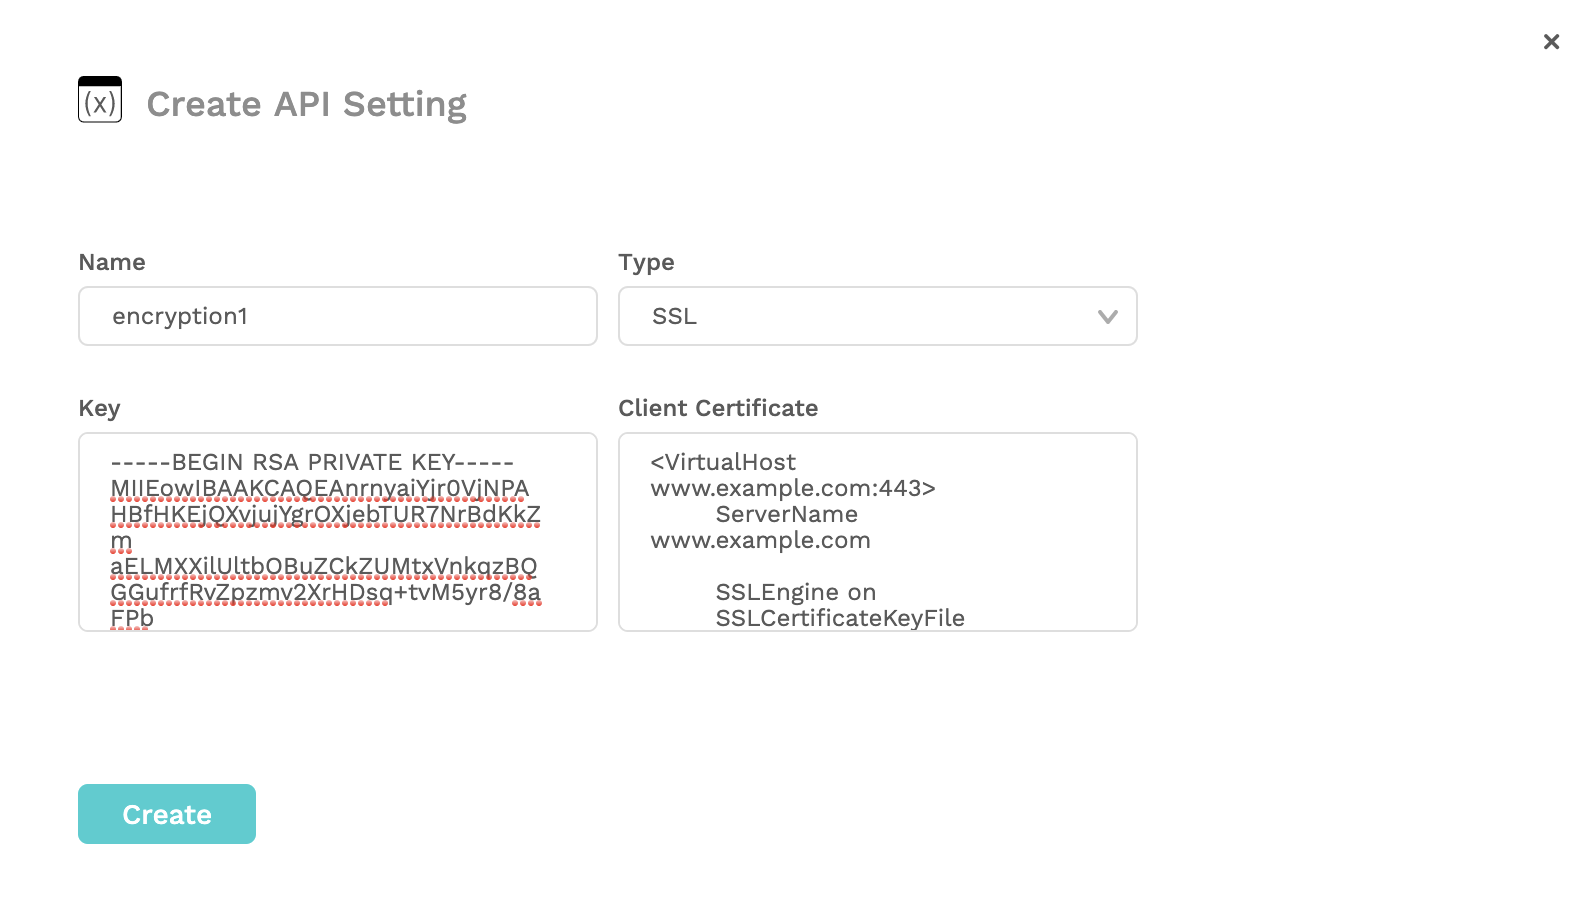 (x) Create API Setting
Name
Type
encryption1
SSL
Key
Client Certificate
-----BEGIN RSA PRIVATE KEY-----
MIIEowIBAAKCAQEAnrnyaiYjr0VjNPA
HBfHKEjQXvjujYgrOXjebTUR7NrBdKkZ
m
aELMXXilUltbOBuZCkZUMtxVnkqzBQ
GGufrfRvZpzmv2XrHDsq+tvM5yr8/8a
FPb
<VirtualHost
www.example.com:443>
ServerName
www.example.com
SSLEngine on
SSLCertificateKeyFile
Create